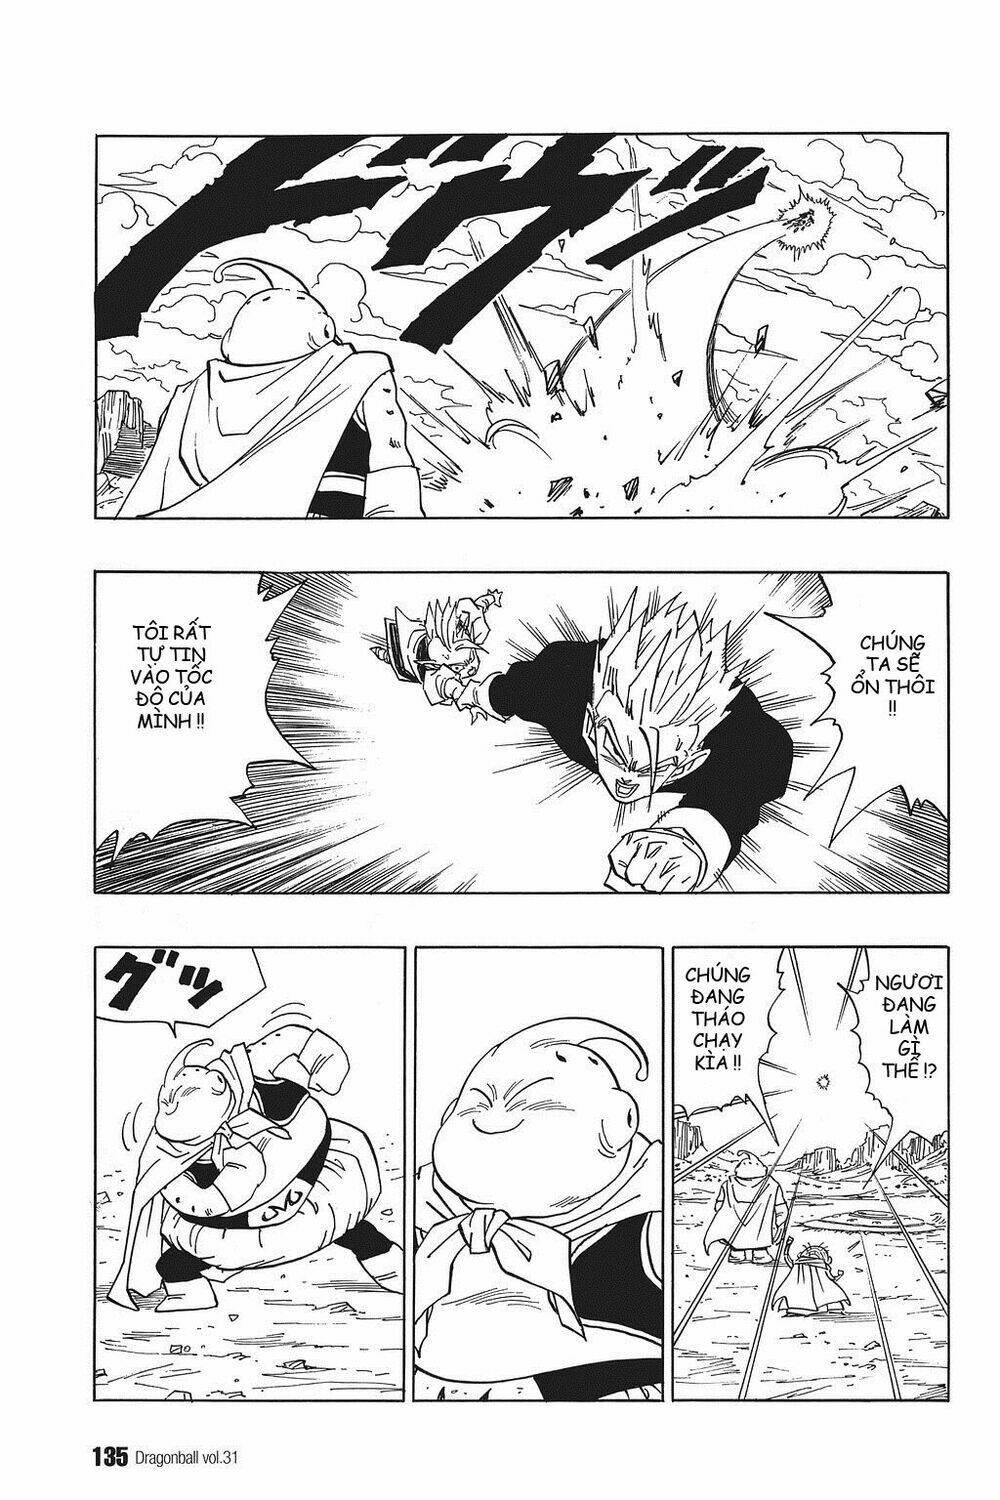 ドヴッ
CHÚNG
TA SẼ
ỔN THÔI
!!
TÔI RẤT
TỰ TIN
VÀO TỐC
ĐỘ CỦA
MÌNH !!
NGƯƠI
ĐANG
LÀM
GÌ
THẾ !?
CHÚNG
ĐANG
THÁO
CHẠY
KÌA !!
グッ
135 Dragonball vol.31